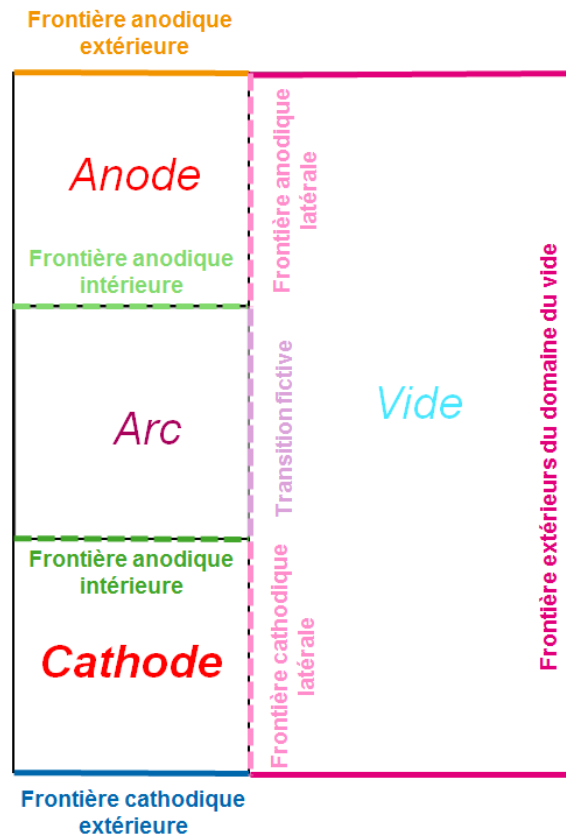 Frontière anodique
extérieure
Anode
Frontière anodique
latérale
Frontière anodique
intérieure
Arc
Transition fictive
Vide
Frontière extérieurs du domaine du vide
Frontière anodique
intérieure
Cathode
Frontière cathodique
latérale
Frontière cathodique
extérieure